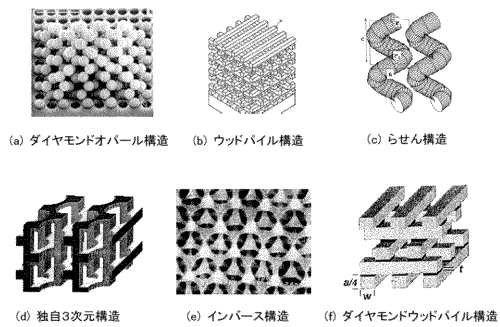 (a) ダイヤモンドオパール構造
(b) ウッドパイル構造
(c) らせん構造
(d) 独自3次元構造
(e) インバース構造
a/4
w
t
(f) ダイヤモンドウッドパイル構造